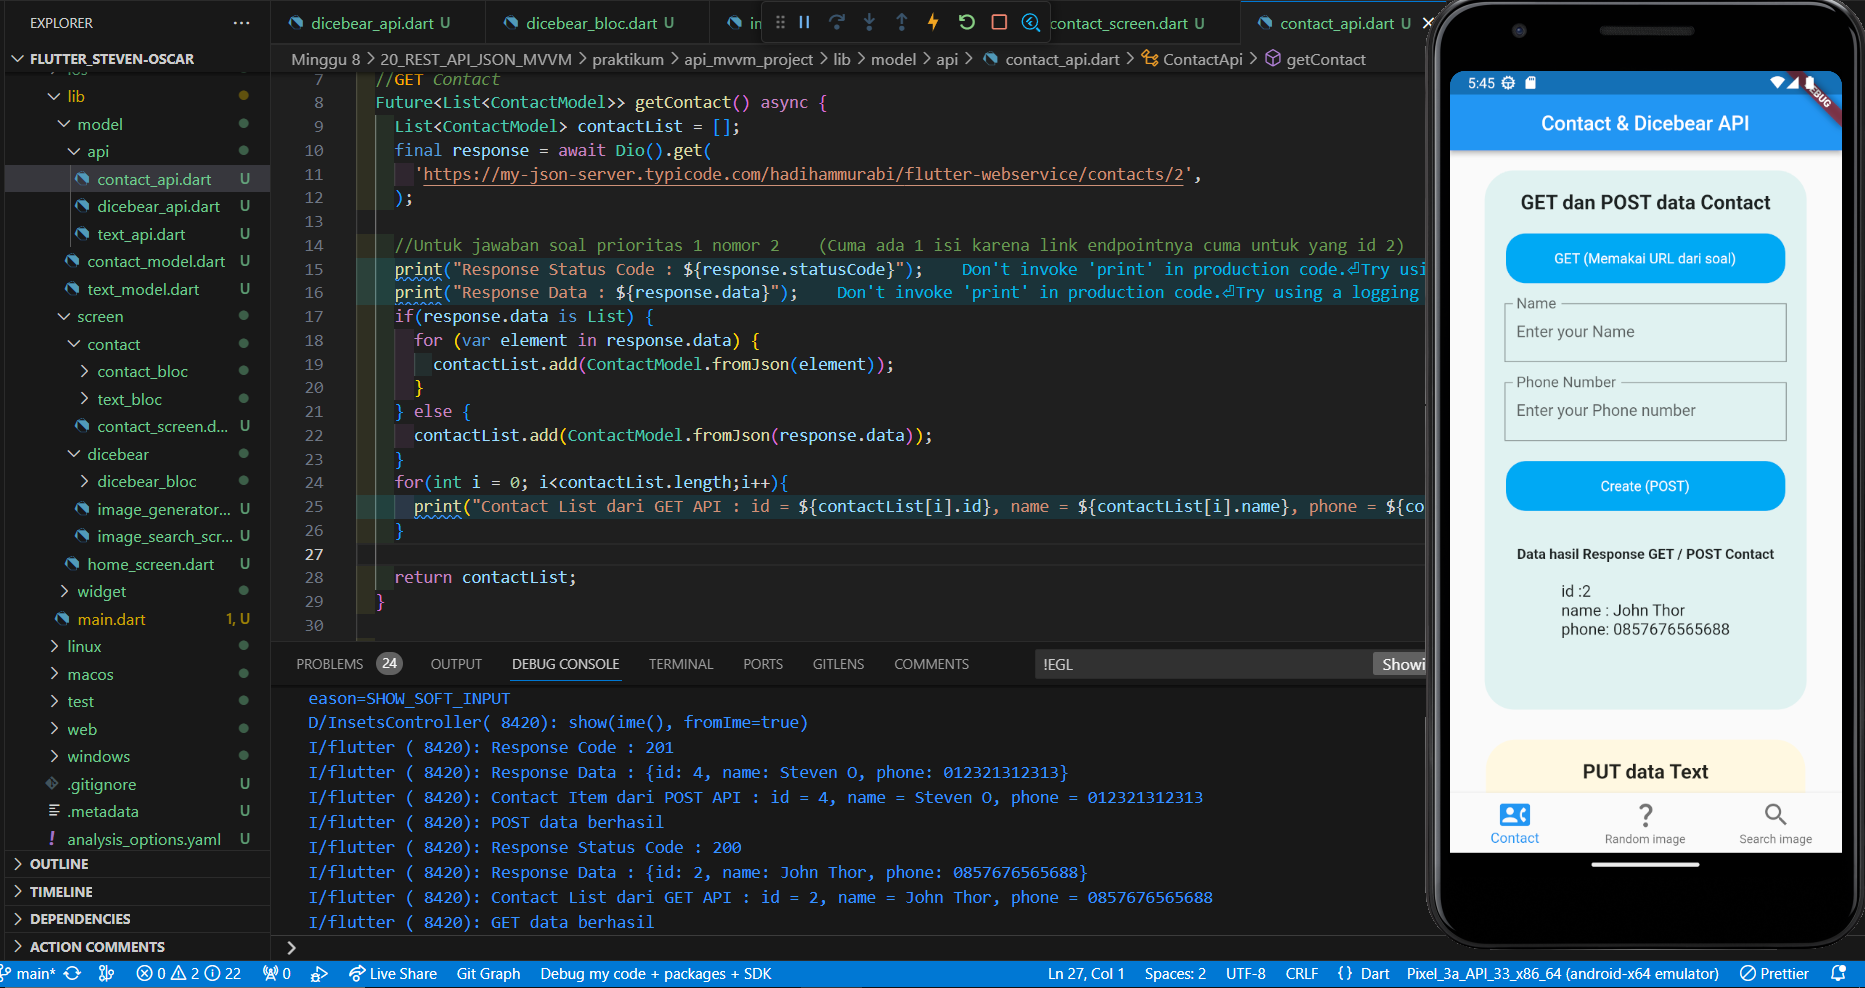 EXPLORER
FLUTTER_STEVEN-OSCAR
lib
model
api
contact_api.dart U
dicebear_api.dart U
text_api.dart U
contact_model.dart U
text_model.dart U
screen
contact
contact_bloc
text_bloc
contact_screen.d... U
dicebear
dicebear_bloc
image_generator... U
image_search_scr... U
home_screen.dart U
widget
main.dart 1, U
linux
macos
test
web
windows
.gitignore U
.metadata U
analysis_options.yaml U
OUTLINE
TIMELINE
DEPENDENCIES
ACTION COMMENTS
dicebear_api.dart U
dicebear_bloc.dart U
contact_screen.dart U
contact_api.dart U
Minggu 8 > 20_REST_API_JSON_MVVM > praktikum > api_mvvm_project > lib > model > api > contact_api.dart > ContactApi > getContact
7 //GET Contact
8 Future<List<ContactModel>> getContact() async {
9 List<ContactModel> contactList = [];
10 final response = await Dio().get(
11 'https://my-json-server.typicode.com/hadihammurabi/flutter-webservice/contacts/2',
12 );
13
14 //Untuk jawaban soal prioritas 1 nomor 2 (Cuma ada 1 isi karena link endpointnya cuma untuk yang id 2)
15 print("Response Status Code : ${response.statusCode}"); Don't invoke 'print' in production code.⏎Try usi
16 print("Response Data : ${response.data}"); Don't invoke 'print' in production code.⏎Try using a logging
17 if(response.data is List) {
18 for (var element in response.data) {
19 contactList.add(ContactModel.fromJson(element));
20 }
21 } else {
22 contactList.add(ContactModel.fromJson(response.data));
23 }
24 for(int i = 0; i<contactList.length;i++){
25 print("Contact List dari GET API : id = ${contactList[i].id}, name = ${contactList[i].name}, phone = ${co
26 }
27
28 return contactList;
29 }
30
PROBLEMS 24 OUTPUT DEBUG CONSOLE TERMINAL PORTS GITLENS COMMENTS !EGL Showi
eason=SHOW_SOFT_INPUT
D/InsetsController( 8420): show(ime(), fromIme=true)
I/flutter ( 8420): Response Code : 201
I/flutter ( 8420): Response Data : {id: 4, name: Steven O, phone: 012321312313}
I/flutter ( 8420): Contact Item dari POST API : id = 4, name = Steven O, phone = 012321312313
I/flutter ( 8420): POST data berhasil
I/flutter ( 8420): Response Status Code : 200
I/flutter ( 8420): Response Data : {id: 2, name: John Thor, phone: 0857676565688}
I/flutter ( 8420): Contact List dari GET API : id = 2, name = John Thor, phone = 0857676565688
I/flutter ( 8420): GET data berhasil
main* 0 2 22 0 Live Share Git Graph Debug my code + packages + SDK Ln 27, Col 1 Spaces: 2 UTF-8 CRLF {} Dart Pixel_3a_API_33_x86_64 (android-x64 emulator) Prettier
5:45
DEBUG
Contact & Dicebear API
GET dan POST data Contact
GET (Memakai URL dari soal)
Name
Enter your Name
Phone Number
Enter your Phone number
Create (POST)
Data hasil Response GET / POST Contact
id :2
name : John Thor
phone: 0857676565688
PUT data Text
Contact Random image Search image